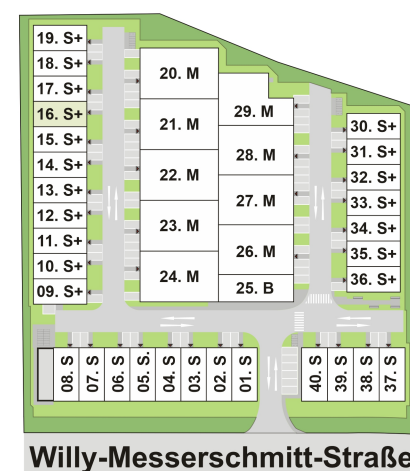 19. S+
18. S+
17. S+
16. S+
15. S+
14. S+
13. S+
12. S+
11. S+
10. S+
09. S+
20. M
21. M
22. M
23. M
24. M
29. M
28. M
27. M
26. M
25. B
30. S+
31. S+
32. S+
33. S+
34. S+
35. S+
36. S+
08. S
07. S
06. S
05. S.
04. S
03. S
02. S
01. S
40. S
39. S
38. S
37. S
Willy-Messerschmitt-Straße